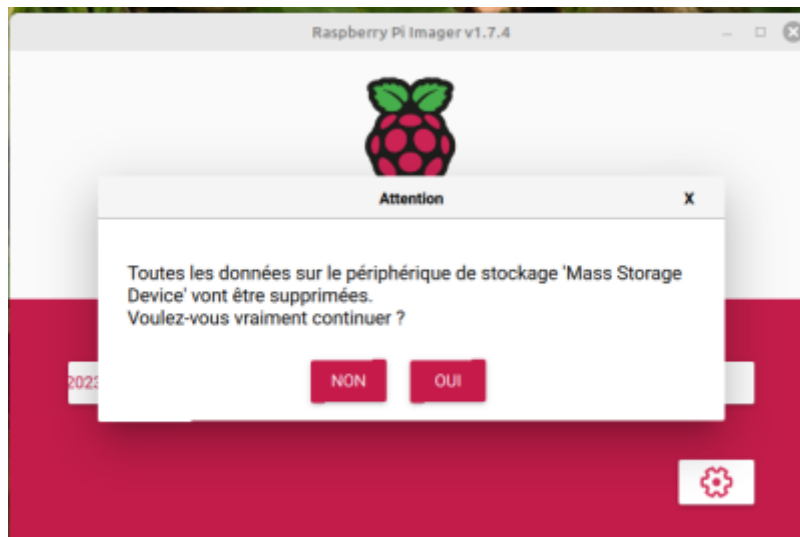 Raspberry Pi Imager v1.7.4
Attention
X
Toutes les données sur le périphérique de stockage 'Mass Storage
Device' vont être supprimées.
Voulez-vous vraiment continuer ?
2023
NON OUI